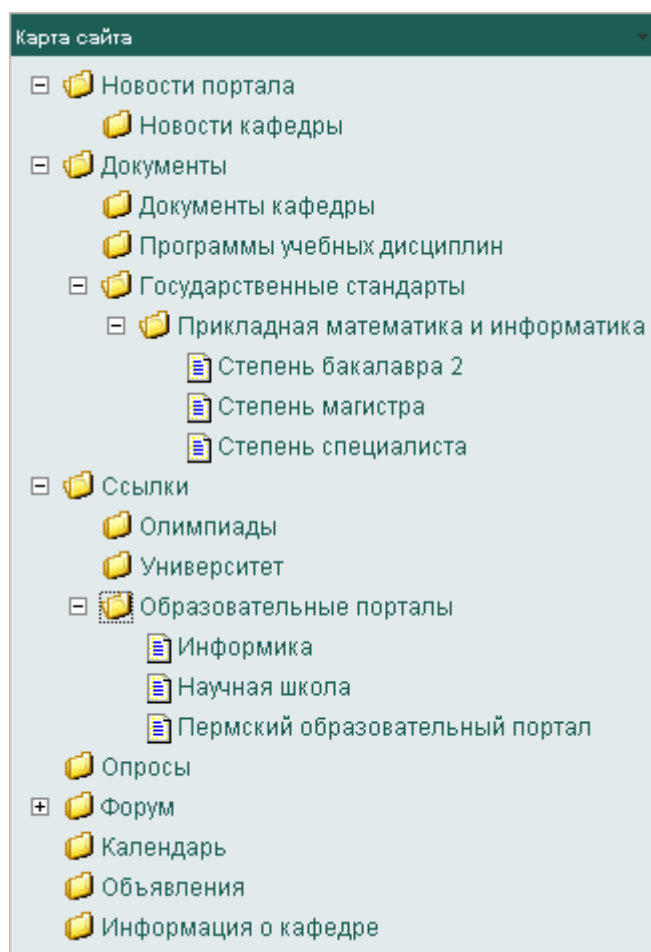 Карта сайта
Новости портала
Новости кафедры
Документы
Документы кафедры
Программы учебных дисциплин
Государственные стандарты
Прикладная математика и информатика
Степень бакалавра 2
Степень магистра
Степень специалиста
Ссылки
Олимпиады
Университет
Образовательные порталы
Информика
Научная школа
Пермский образовательный портал
Опросы
Форум
Календарь
Объявления
Информация о кафедре